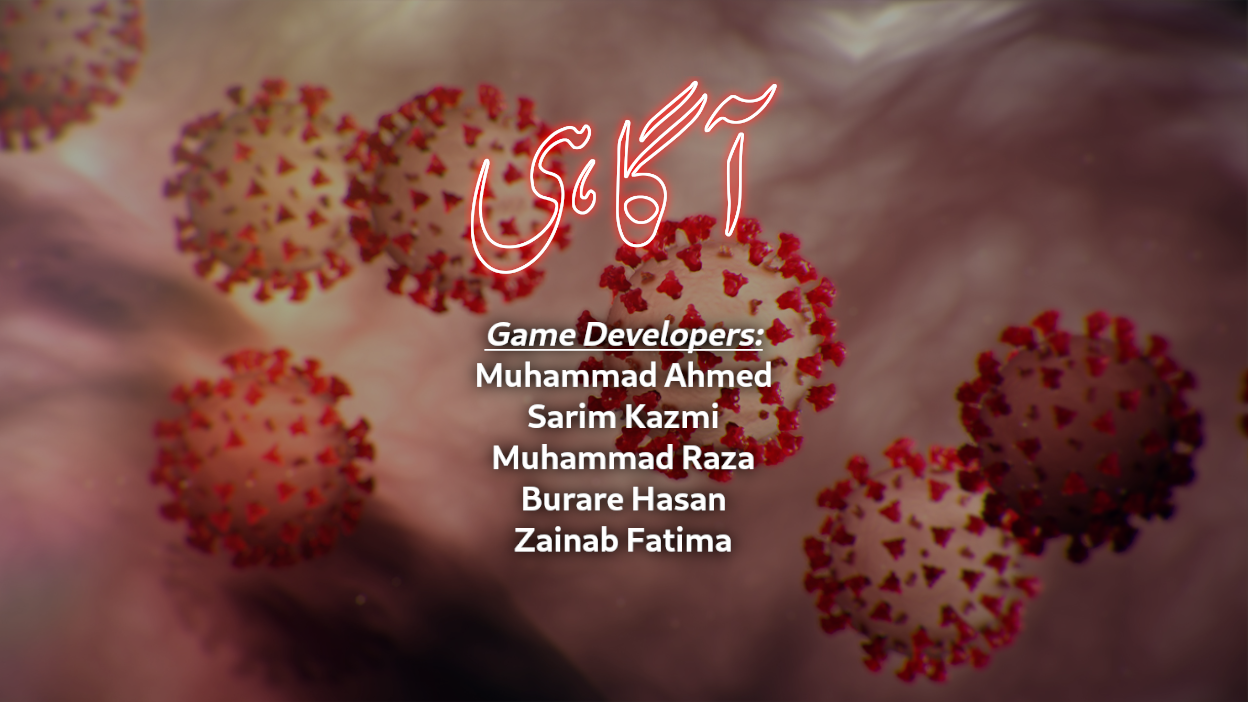 آگاہی
Game Developers:
Muhammad Ahmed
Sarim Kazmi
Muhammad Raza
Burare Hasan
Zainab Fatima